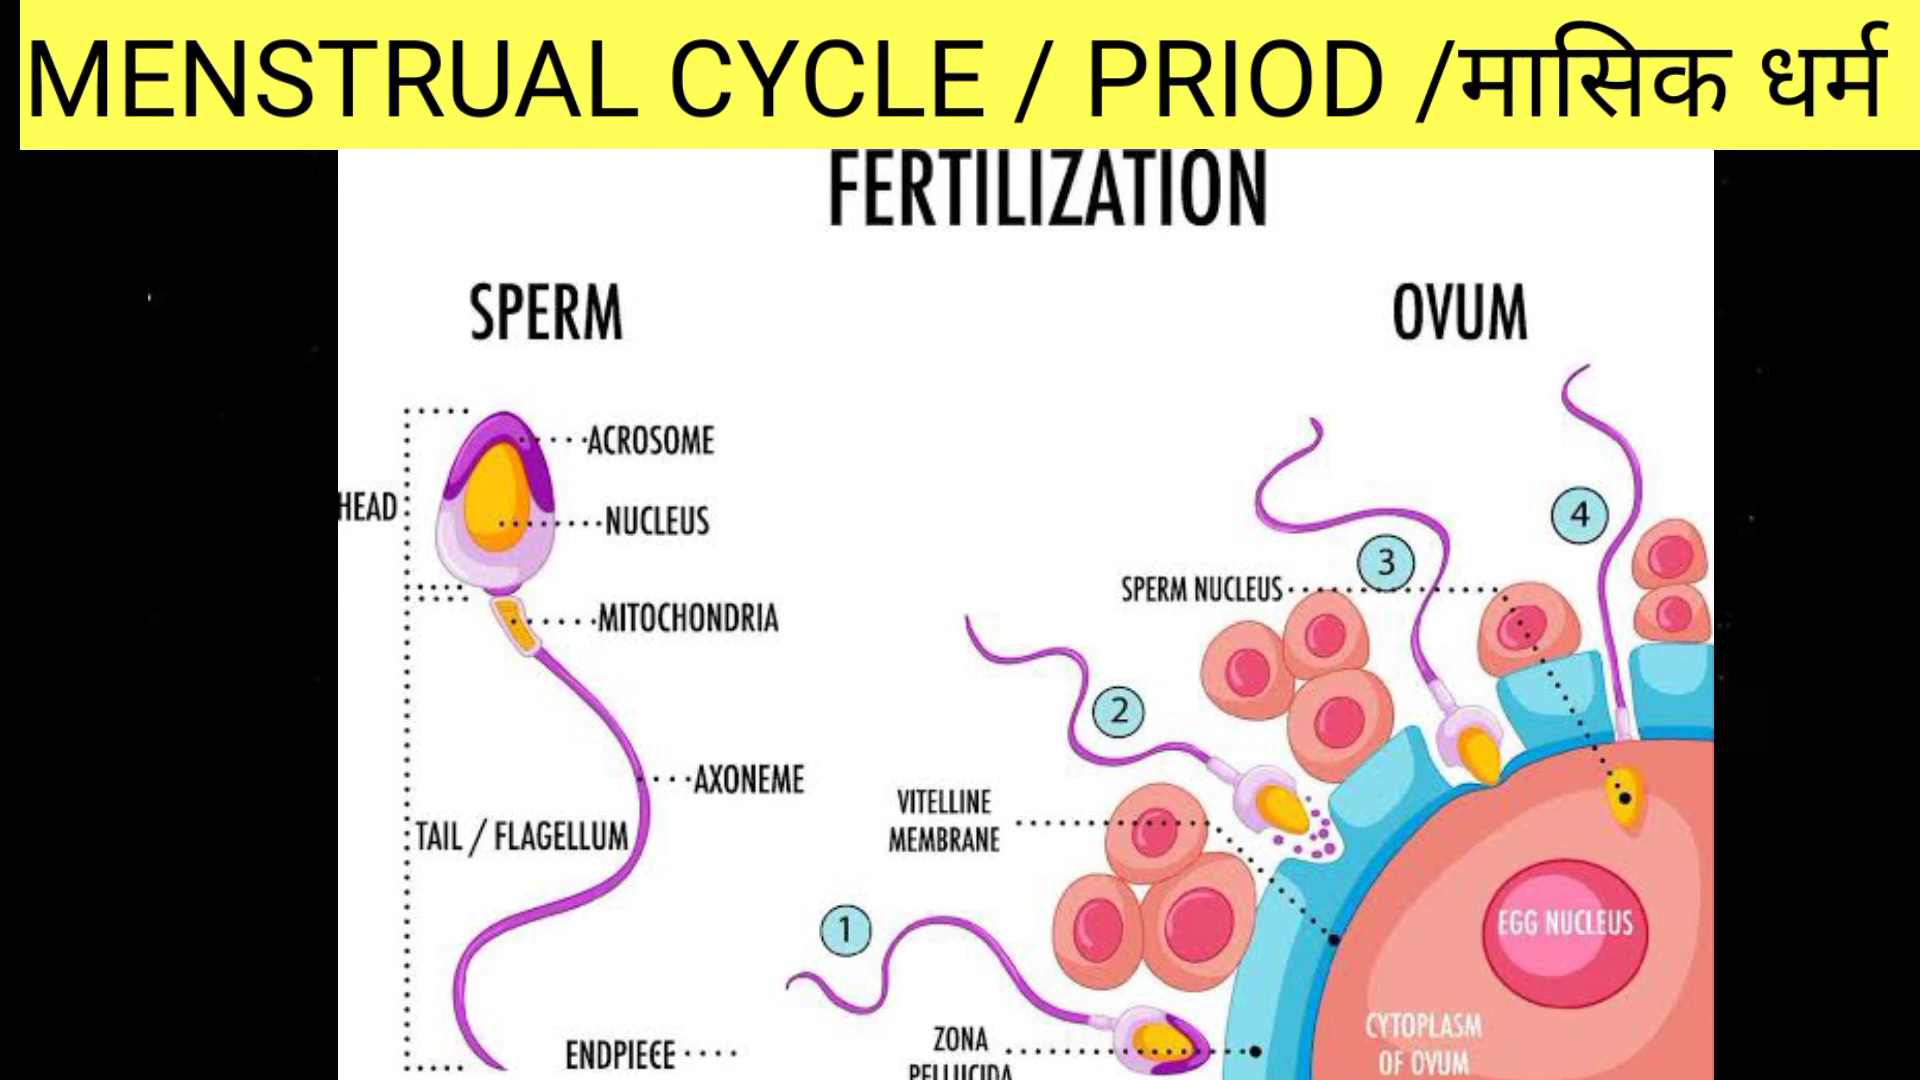 MENSTRUAL CYCLE / PRIOD /मासिक धर्म
FERTILIZATION
SPERM
OVUM
ACROSOME
HEAD
NUCLEUS
MITOCHONDRIA
AXONEME
TAIL / FLAGELLUM
ENDPIECE
1
2
3
4
SPERM NUCLEUS
VITELLINE
MEMBRANE
EGG NUCLEUS
ZONA
PELLUCIDA
CYTOPLASM
OF OVUM